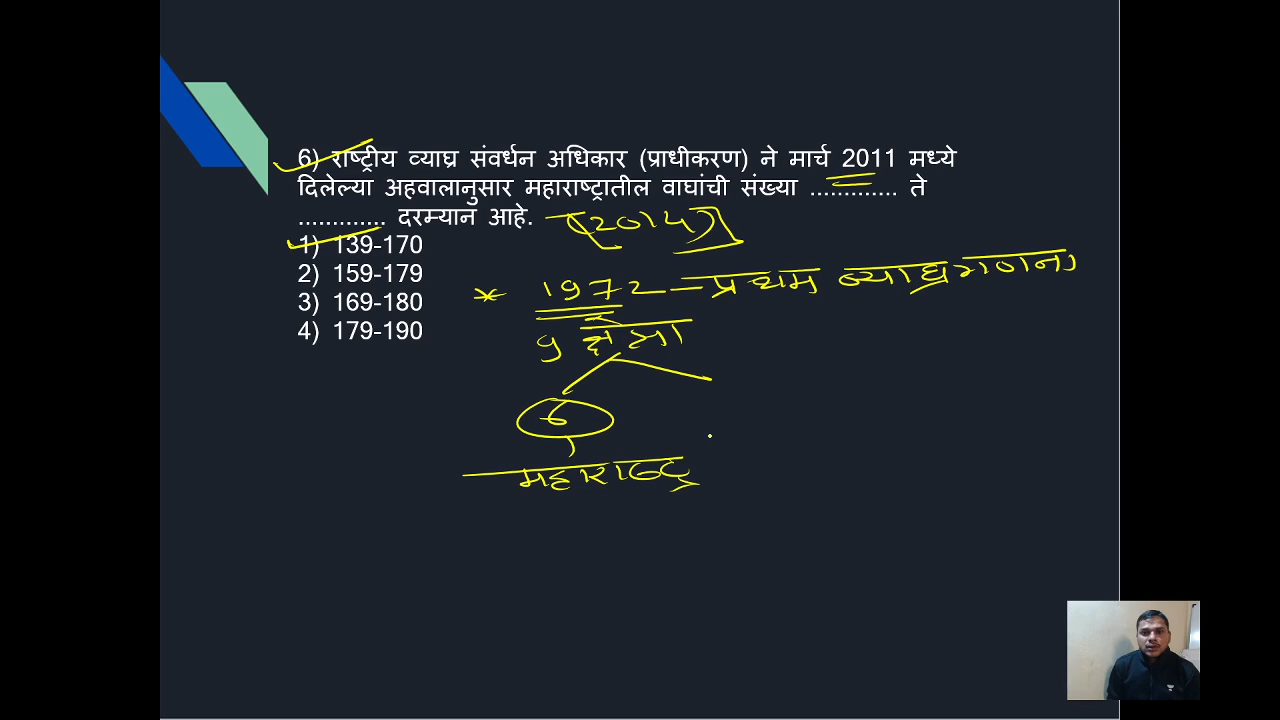 6) राष्ट्रीय व्याघ्र संवर्धन अधिकार (प्राधीकरण) ने मार्च 2011 मध्ये
दिलेल्या अहवालानुसार महाराष्ट्रातील वाघांची संख्या ............. ते
............. दरम्यान आहे.
(2014)
1) 139-170
2) 159-179
3) 169-180
4) 179-190
* 1972 – प्रथम व्याघ्रगणना
9
6
महाराष्ट्र